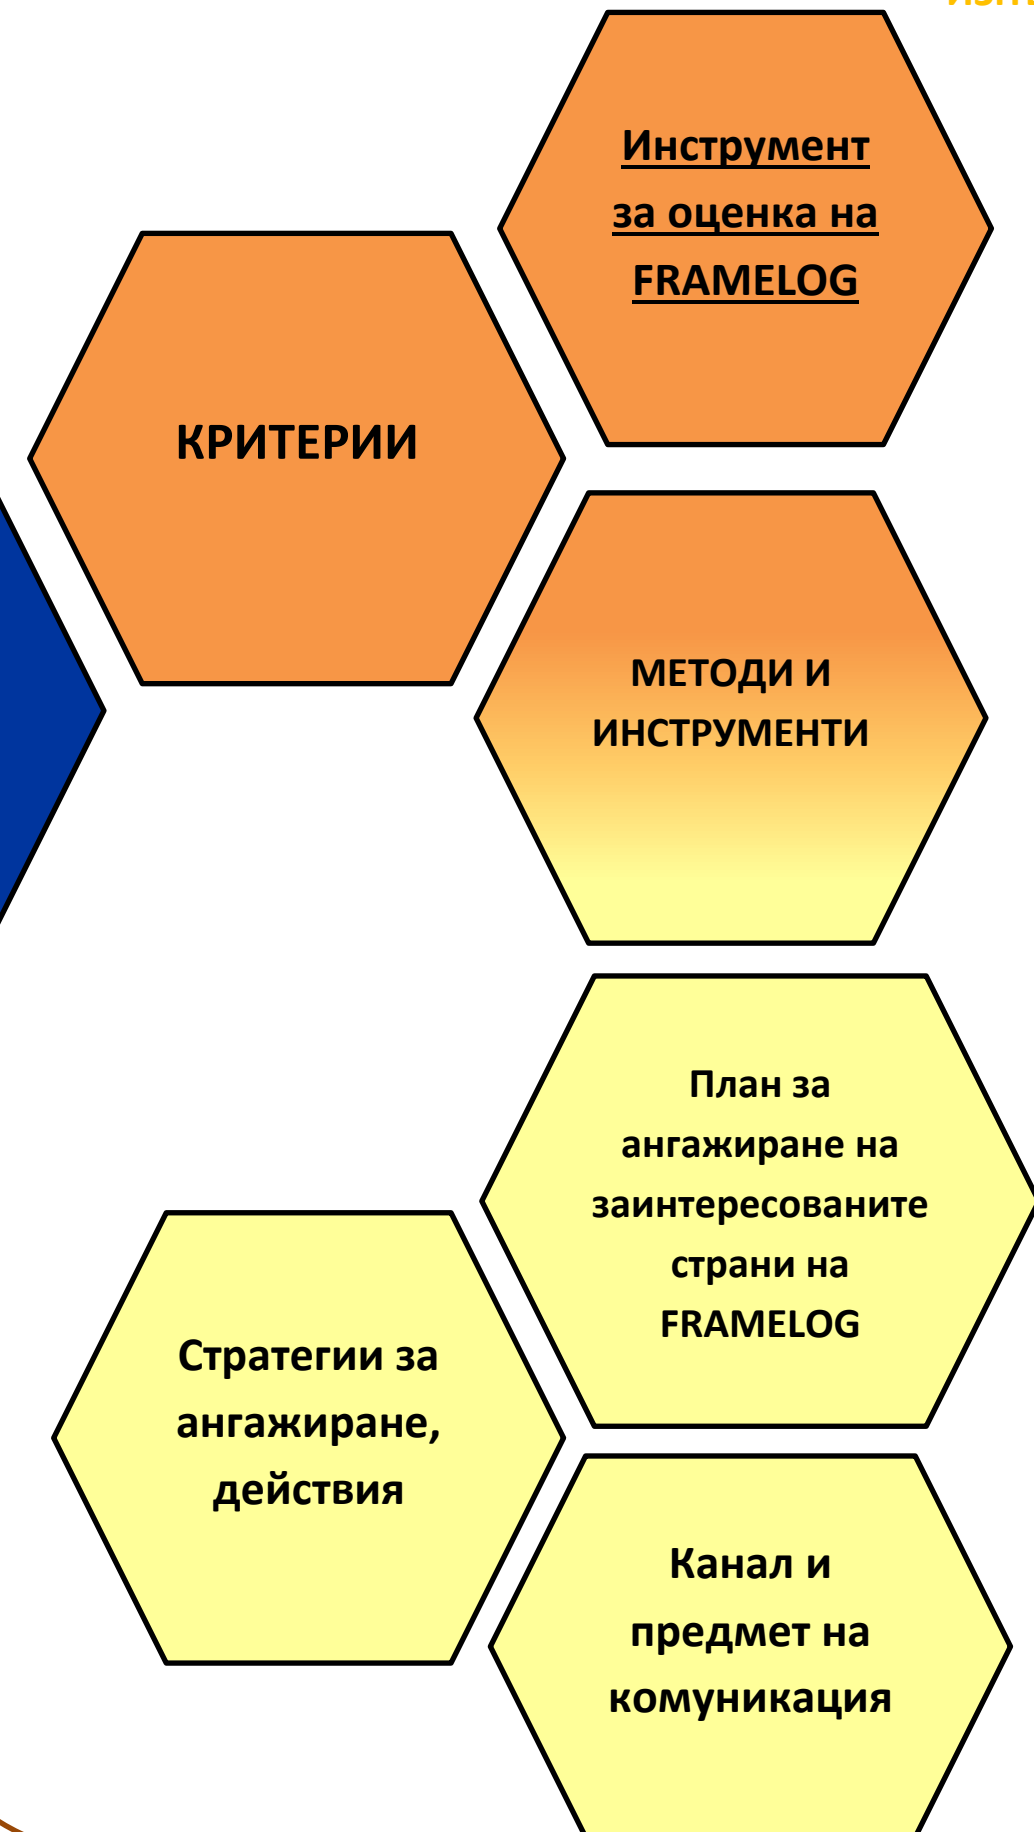 Инструмент
за оценка на
FRAMELOG
КРИТЕРИИ
МЕТОДИ И
ИНСТРУМЕНТИ
План за
ангажиране на
заинтересованите
страни на
FRAMELOG
Стратегии за
ангажиране,
действия
Канал и
предмет на
комуникация